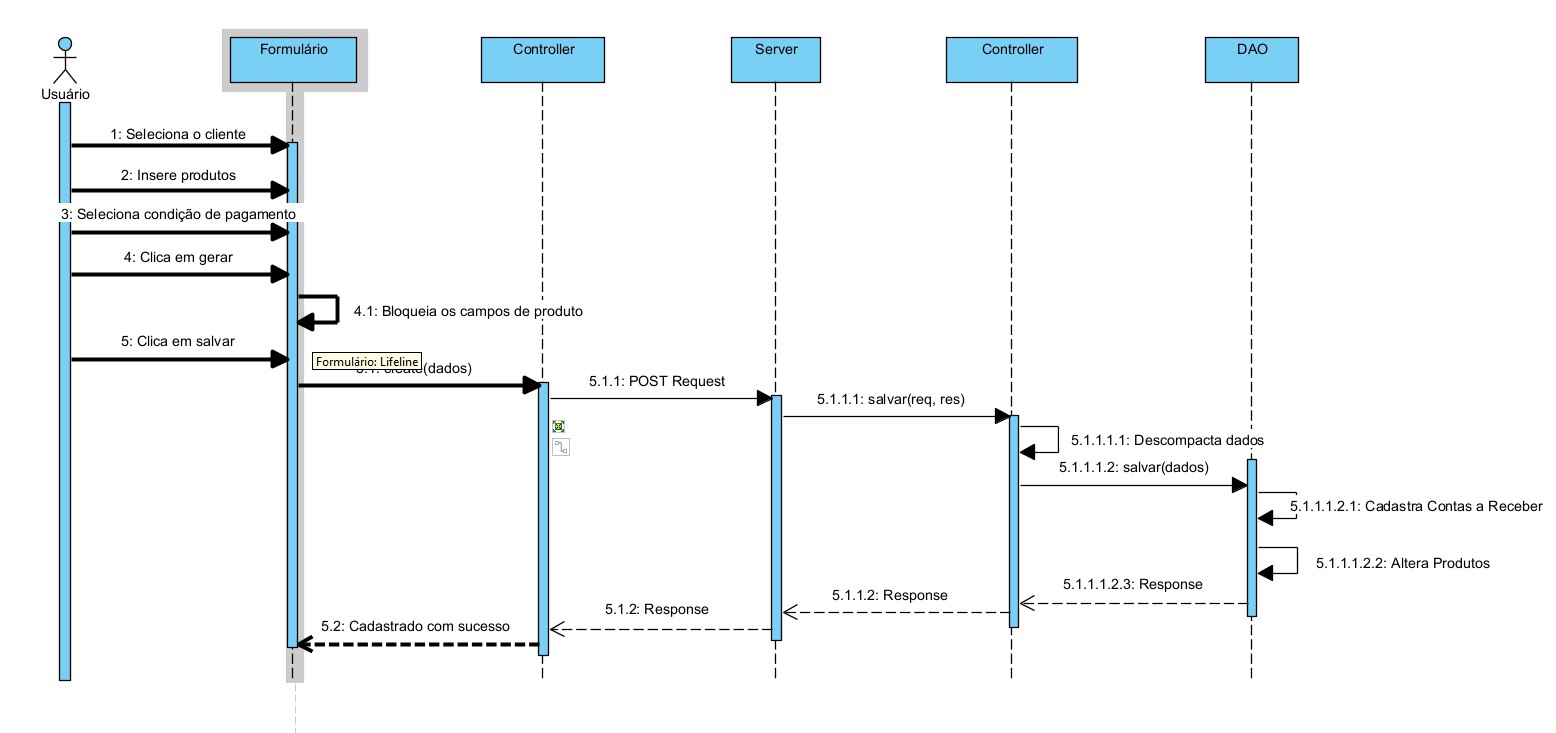 Formulário
Controller
Server
Controller
DAO
Usuário
1: Seleciona o cliente
2: Insere produtos
3: Seleciona condição de pagamento
4: Clica em gerar
4.1: Bloqueia os campos de produto
5: Clica em salvar
Formulário: Lifeline
(dados)
5.1.1: POST Request
5.1.1.1: salvar(req, res)
5.1.1.1.1: Descompacta dados
5.1.1.1.2: salvar(dados)
5.1.1.1.2.1: Cadastra Contas a Receber
5.1.1.1.2.2: Altera Produtos
5.1.1.1.2.3: Response
5.1.1.2: Response
5.1.2: Response
5.2: Cadastrado com sucesso